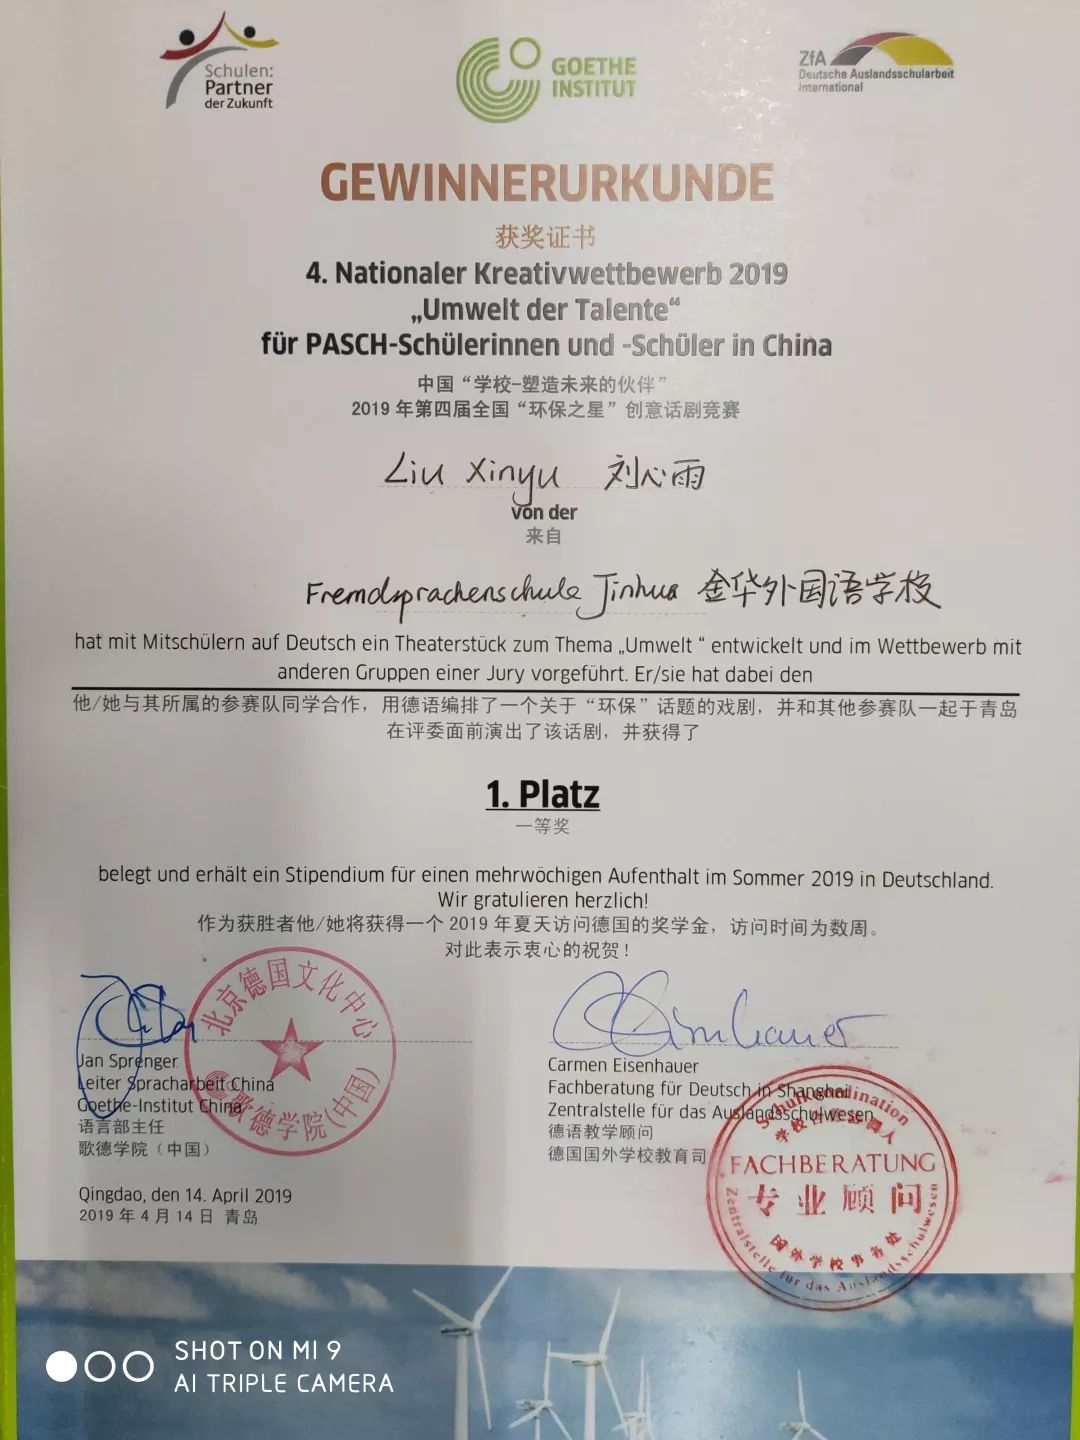 Schulen:
Partner
der Zukunft
GOETHE
INSTITUT
ZfA
Deutsche Auslandsschularbeit
International
GEWINNERURKUNDE
获奖证书
4. Nationaler Kreativwettbewerb 2019
„Umwelt der Talente“
für PASCH-Schülerinnen und -Schüler in China
中国“学校-塑造未来的伙伴”
2019 年第四届全国“环保之星”创意话剧竞赛
Liu Xinyu 刘心雨
von der
来自
Fremdsprachenschule Jinhua 金华外国语学校
hat mit Mitschülern auf Deutsch ein Theaterstück zum Thema „Umwelt “ entwickelt und im Wettbewerb mit
anderen Gruppen einer Jury vorgeführt. Er/sie hat dabei den
他/她与其所属的参赛队同学合作，用德语编排了一个关于“环保”话题的戏剧，并和其他参赛队一起于青岛
在评委面前演出了该话剧，并获得了
1. Platz
一等奖
belegt und erhält ein Stipendium für einen mehrwöchigen Aufenthalt im Sommer 2019 in Deutschland.
Wir gratulieren herzlich!
作为获胜者他/她将获得一个 2019 年夏天访问德国的奖学金，访问时间为数周。
对此表示衷心的祝贺！
北京德国文化中心
歌德学院(中国)
Jan Sprenger
Leiter Spracharbeit China
Goethe-Institut China
语言部主任
歌德学院（中国）
Qingdao, den 14. April 2019
2019 年 4 月 14 日 青岛
Carmen Eisenhauer
Fachberatung für Deutsch in Shanghai
Zentralstelle für das Auslandsschulwesen
德语教学顾问
德国国外学校教育司
Schulkoordination
FACHBERATUNG
专业顾问
国外学校事务处
Zentralstelle für das Auslandsschulwesen
SHOT ON MI 9
AI TRIPLE CAMERA